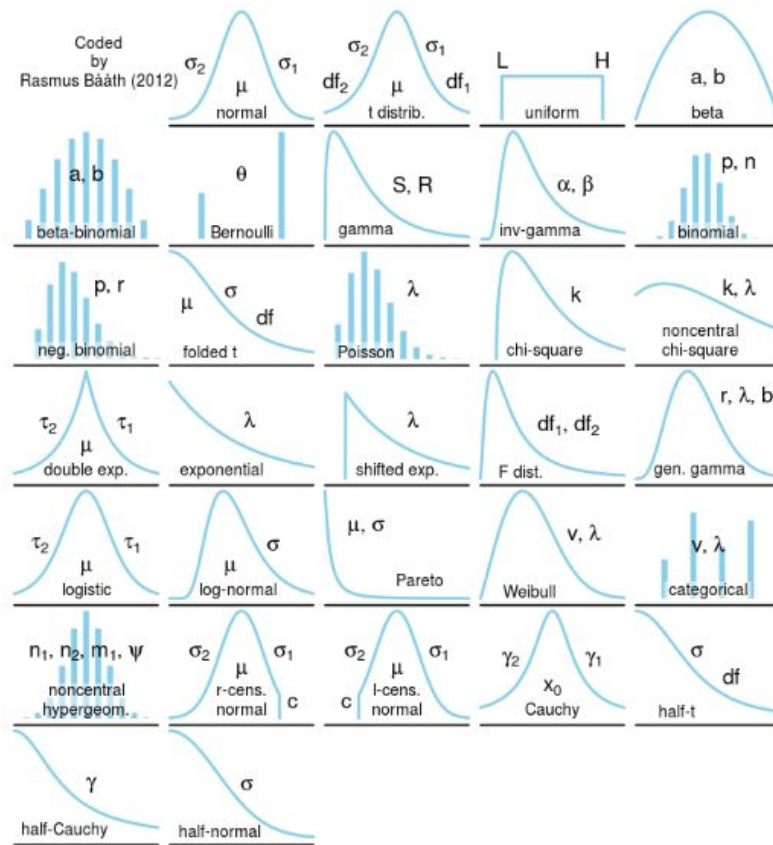 Coded
by
Rasmus Bååth (2012)
σ2 σ1
μ
normal
σ2 σ1
df2 df1
μ
t distrib.
L H
uniform
a, b
beta
a, b
beta-binomial
θ
Bernoulli
S, R
gamma
α, β
inv-gamma
p, n
binomial
p, r
neg. binomial
μ σ df
folded t
λ
Poisson
k
chi-square
k, λ
noncentral
chi-square
τ2 τ1
μ
double exp.
λ
exponential
λ
shifted exp.
df1, df2
F dist.
r, λ, b
gen. gamma
τ2 τ1
μ
logistic
σ
μ
log-normal
μ, σ
Pareto
v, λ
Weibull
v, λ
categorical
n1, n2, m1, ψ
noncentral
hypergeom.
σ2 σ1
μ
r-cens.
normal c
σ2 σ1
μ
l-cens.
c normal
γ2 γ1
x0
Cauchy
σ
df
half-t
γ
half-Cauchy
σ
half-normal